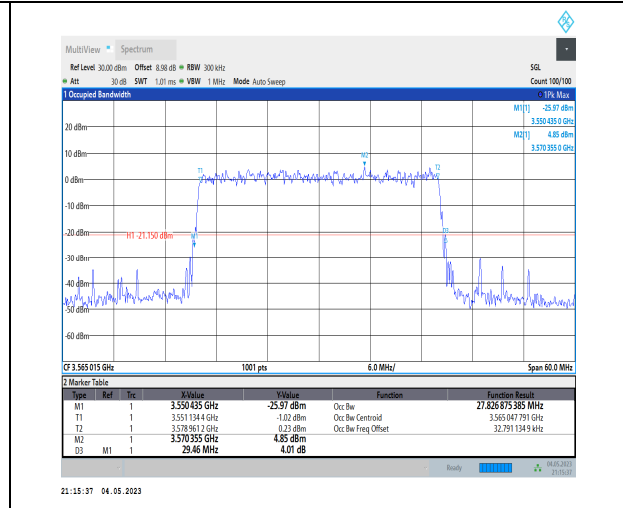 MultiView Spectrum
Ref Level 30.00 dBm Offset 8.98 dB RBW 300 kHz SGL
Att 30 dB SWT 1.01 ms VBW 1 MHz Mode Auto Sweep Count 100/100
1 Occupied Bandwidth 1Pk Max
M1[1] -25.97 dBm
3.550 435 0 GHz
M2[1] 4.85 dBm
3.570 355 0 GHz
20 dBm
10 dBm
M2
T1
T2
0 dBm
-10 dBm
-20 dBm
H1 -21.150 dBm
M1
D3
-30 dBm
-40 dBm
-50 dBm
-60 dBm
CF 3.565 015 GHz 1001 pts 6.0 MHz/ Span 60.0 MHz
2 Marker Table
Type Ref Trc X-Value Y-Value Function Function Result
M1 1 3.550 435 GHz -25.97 dBm Occ Bw 27.826 875 385 MHz
T1 1 3.551 134 4 GHz -1.02 dBm Occ Bw Centroid 3.565 047 791 GHz
T2 1 3.578 961 2 GHz 0.23 dBm Occ Bw Freq Offset 32.791 134 9 kHz
M2 1 3.570 355 GHz 4.85 dBm
D3 M1 1 29.46 MHz 4.01 dB
Ready 04.05.2023
21:15:37
21:15:37 04.05.2023